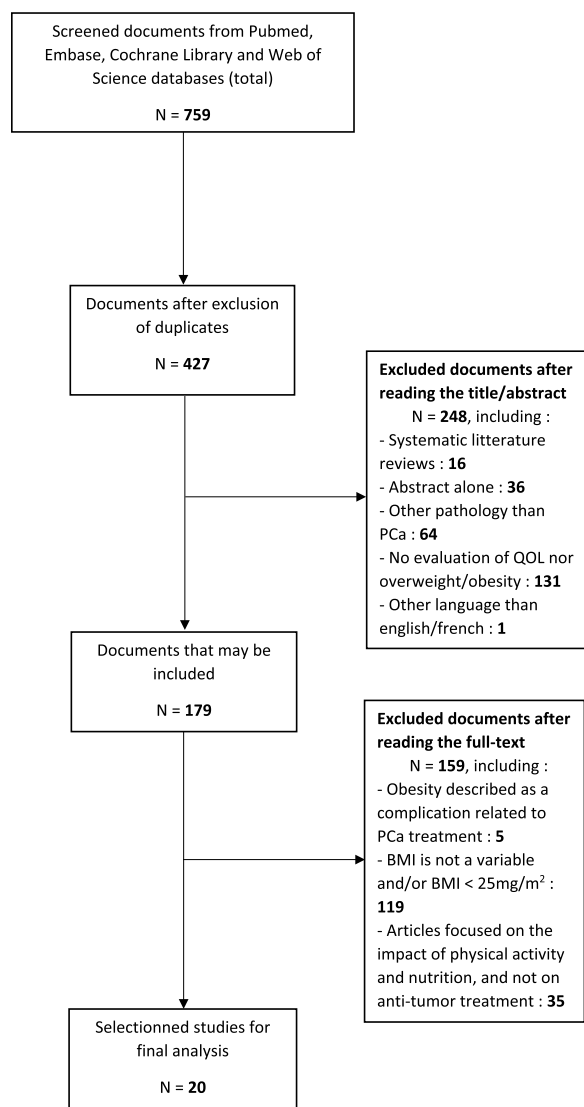 Screened documents from Pubmed,
Embase, Cochrane Library and Web of
Science databases (total)
N = 759
Documents after exclusion
of duplicates
N = 427
Excluded documents after
reading the title/abstract
N = 248, including :
- Systematic litterature
reviews : 16
- Abstract alone : 36
- Other pathology than
PCa : 64
- No evaluation of QOL nor
overweight/obesity : 131
- Other language than
english/french : 1
Documents that may be
included
N = 179
Excluded documents after
reading the full-text
N = 159, including :
- Obesity described as a
complication related to
PCa treatment : 5
- BMI is not a variable
and/or BMI < 25mg/m² :
119
- Articles focused on the
impact of physical activity
and nutrition, and not on
anti-tumor treatment : 35
Selectionned studies for
final analysis
N = 20